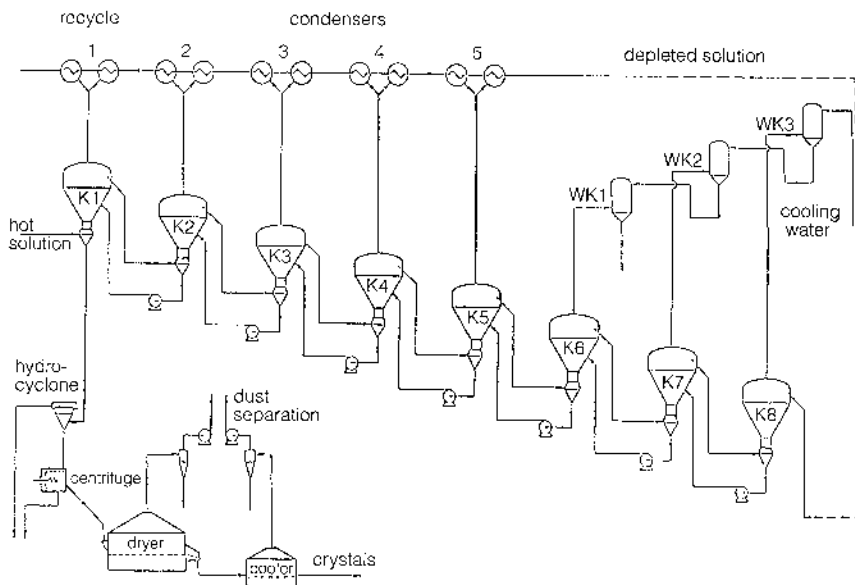 recycle
condensers
1
2
3
4
5
depleted solution
WK3
WK2
WK1
K1
K2
cooling
water
hot
solution
K3
K4
K5
K6
K7
K8
hydro-
cyclone
dust
separation
centrifuge
dryer
crystals
cooler